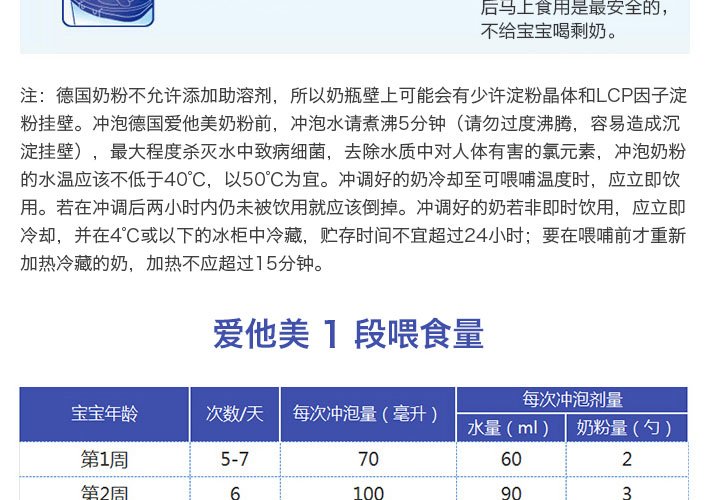 后马上食用是最安全的，
不给宝宝喝剩奶。
注：德国奶粉不允许添加助溶剂，所以奶瓶壁上可能会有少许淀粉晶体和LCP因子淀
粉挂壁。冲泡德国爱他美奶粉前，冲泡水请煮沸5分钟（请勿过度沸腾，容易造成沉
淀挂壁），最大程度杀灭水中致病细菌，去除水质中对人体有害的氯元素，冲泡奶粉
的水温应该不低于40℃，以50℃为宜。冲调好的奶冷却至可喂哺温度时，应立即饮
用。若在冲调后两小时内仍未被饮用就应该倒掉。冲调好的奶若非即时饮用，应立即
冷却，并在4℃或以下的冰柜中冷藏，贮存时间不宜超过24小时；要在喂哺前才重新
加热冷藏的奶，加热不应超过15分钟。
爱他美 1 段喂食量
宝宝年龄 次数/天 每次冲泡量（毫升） 每次冲泡剂量
水量（ml） 奶粉量（勺）
第1周 5-7 70 60 2
第2周 6 100 90 3